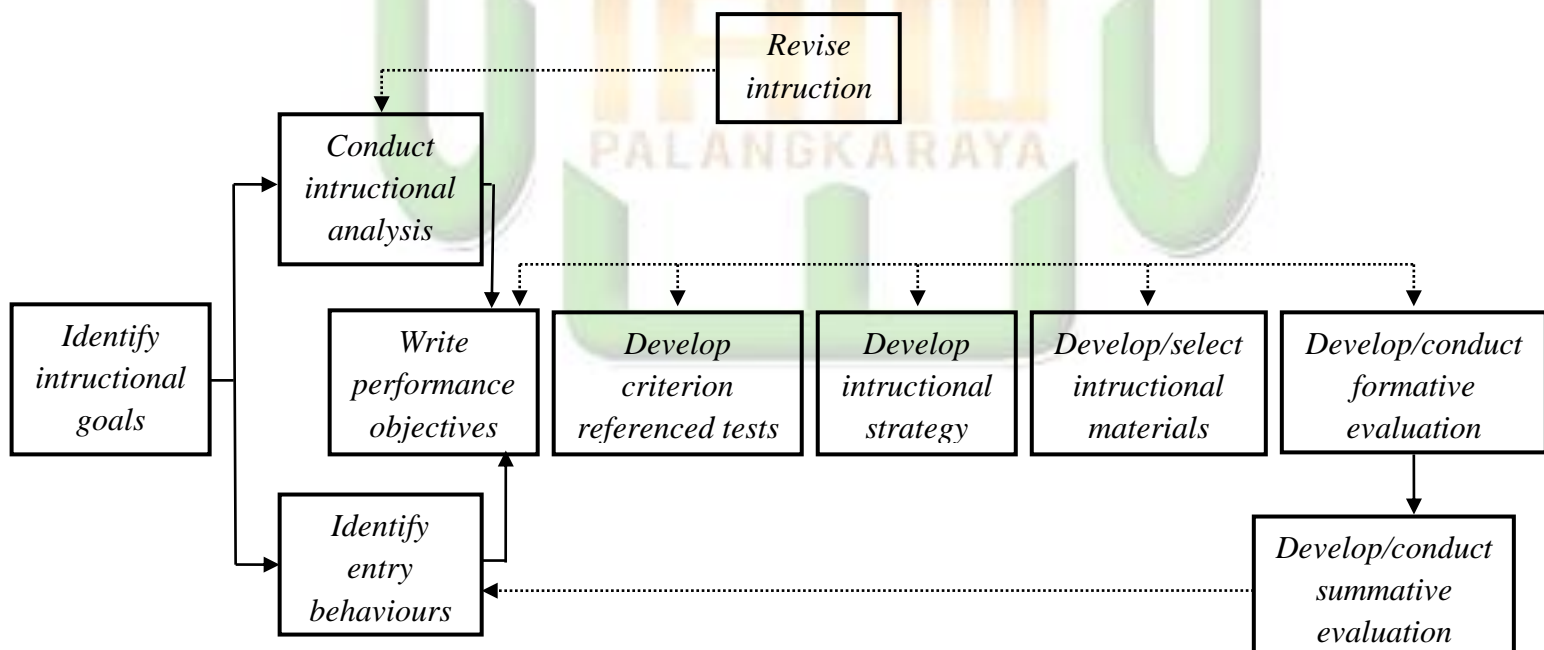 Revise
intruction
Conduct
intructional
analysis
PALANGKARAYA
Identify
intructional
goals
Write
performance
objectives
Develop
criterion
referenced tests
Develop
intructional
strategy
Develop/select
intructional
materials
Develop/conduct
formative
evaluation
Identify
entry
behaviours
Develop/conduct
summative
evaluation